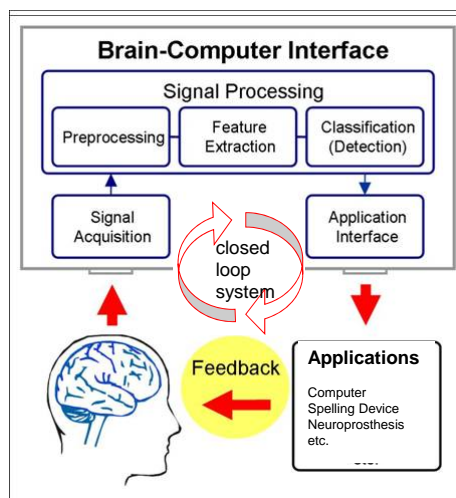 Brain-Computer Interface
Signal Processing
Preprocessing
Feature
Extraction
Classification
(Detection)
Signal
Acquisition
Application
Interface
closed
loop
system
Feedback
Applications
Computer
Spelling Device
Neuroprosthesis
etc.